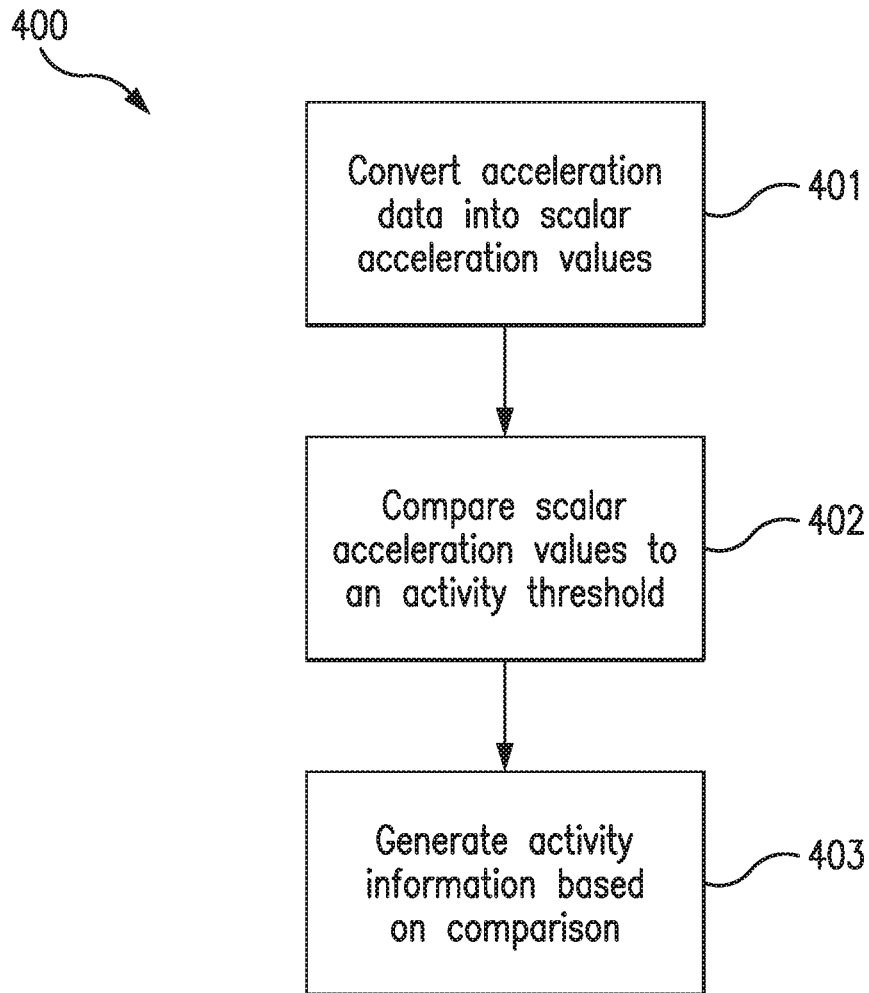 400
Convert acceleration
data into scalar
acceleration values
401
Compare scalar
acceleration values to
an activity threshold
402
Generate activity
information based
on comparison
403